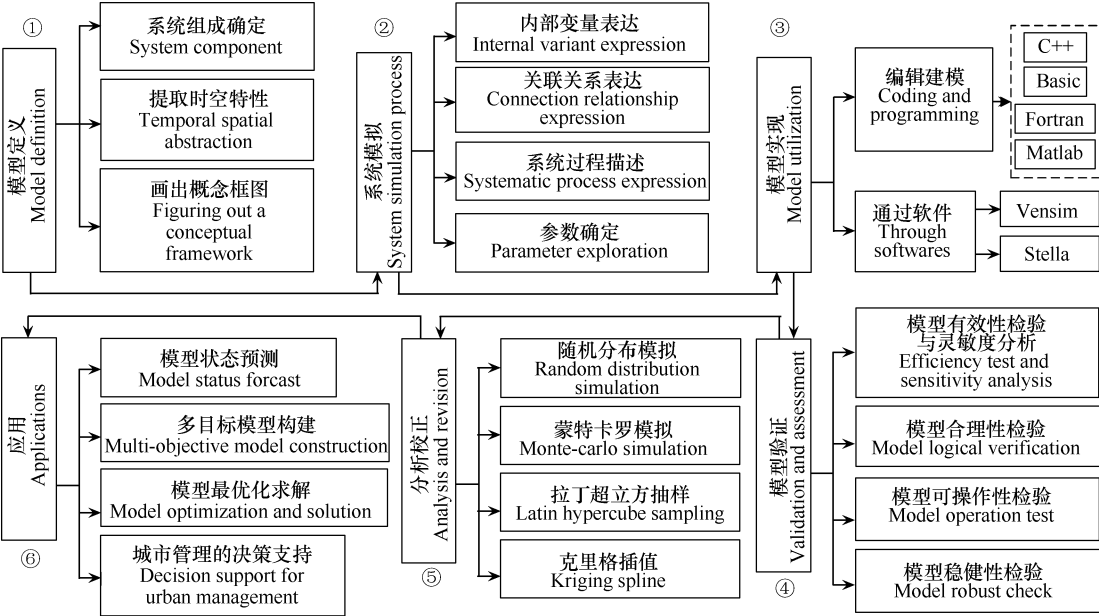 ①
模型定义
Model definition
系统组成确定
System component
提取时空特性
Temporal spatial
abstraction
画出概念框图
Figuring out a
conceptual
framework
②
系统模拟
System simulation process
内部变量表达
Internal variant expression
关联关系表达
Connection relationship
expression
系统过程描述
Systematic process expression
参数确定
Parameter exploration
③
模型实现
Model utilization
编辑建模
Coding and
programming
C++
Basic
Fortran
Matlab
通过软件
Through
softwares
Vensim
Stella
④
模型验证
Validation and assessment
模型有效性检验
与灵敏度分析
Efficiency test and
sensitivity analysis
模型合理性检验
Model logical verification
模型可操作性检验
Model operation test
模型稳健性检验
Model robust check
⑤
分析校正
Analysis and revision
随机分布模拟
Random distribution
simulation
蒙特卡罗模拟
Monte-carlo simulation
拉丁超立方抽样
Latin hypercube sampling
克里格插值
Kriging spline
⑥
应用
Applications
模型状态预测
Model status forcast
多目标模型构建
Multi-objective model construction
模型最优化求解
Model optimization and solution
城市管理的决策支持
Decision support for
urban management